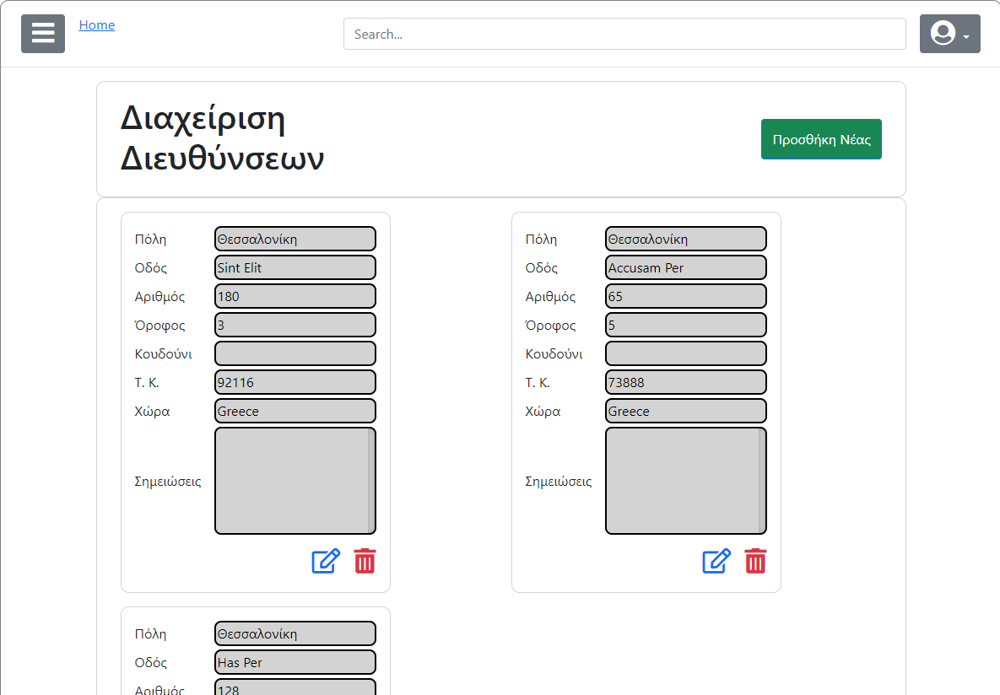 Home
Search...
Διαχείριση
Διευθύνσεων
Προσθήκη Νέας
Πόλη Θεσσαλονίκη
Οδός Sint Elit
Αριθμός 180
Όροφος 3
Κουδούνι
Τ. Κ. 92116
Χώρα Greece
Σημειώσεις
Πόλη Θεσσαλονίκη
Οδός Accusam Per
Αριθμός 65
Όροφος 5
Κουδούνι
Τ. Κ. 73888
Χώρα Greece
Σημειώσεις
Πόλη Θεσσαλονίκη
Οδός Has Per
Αριθμός 128